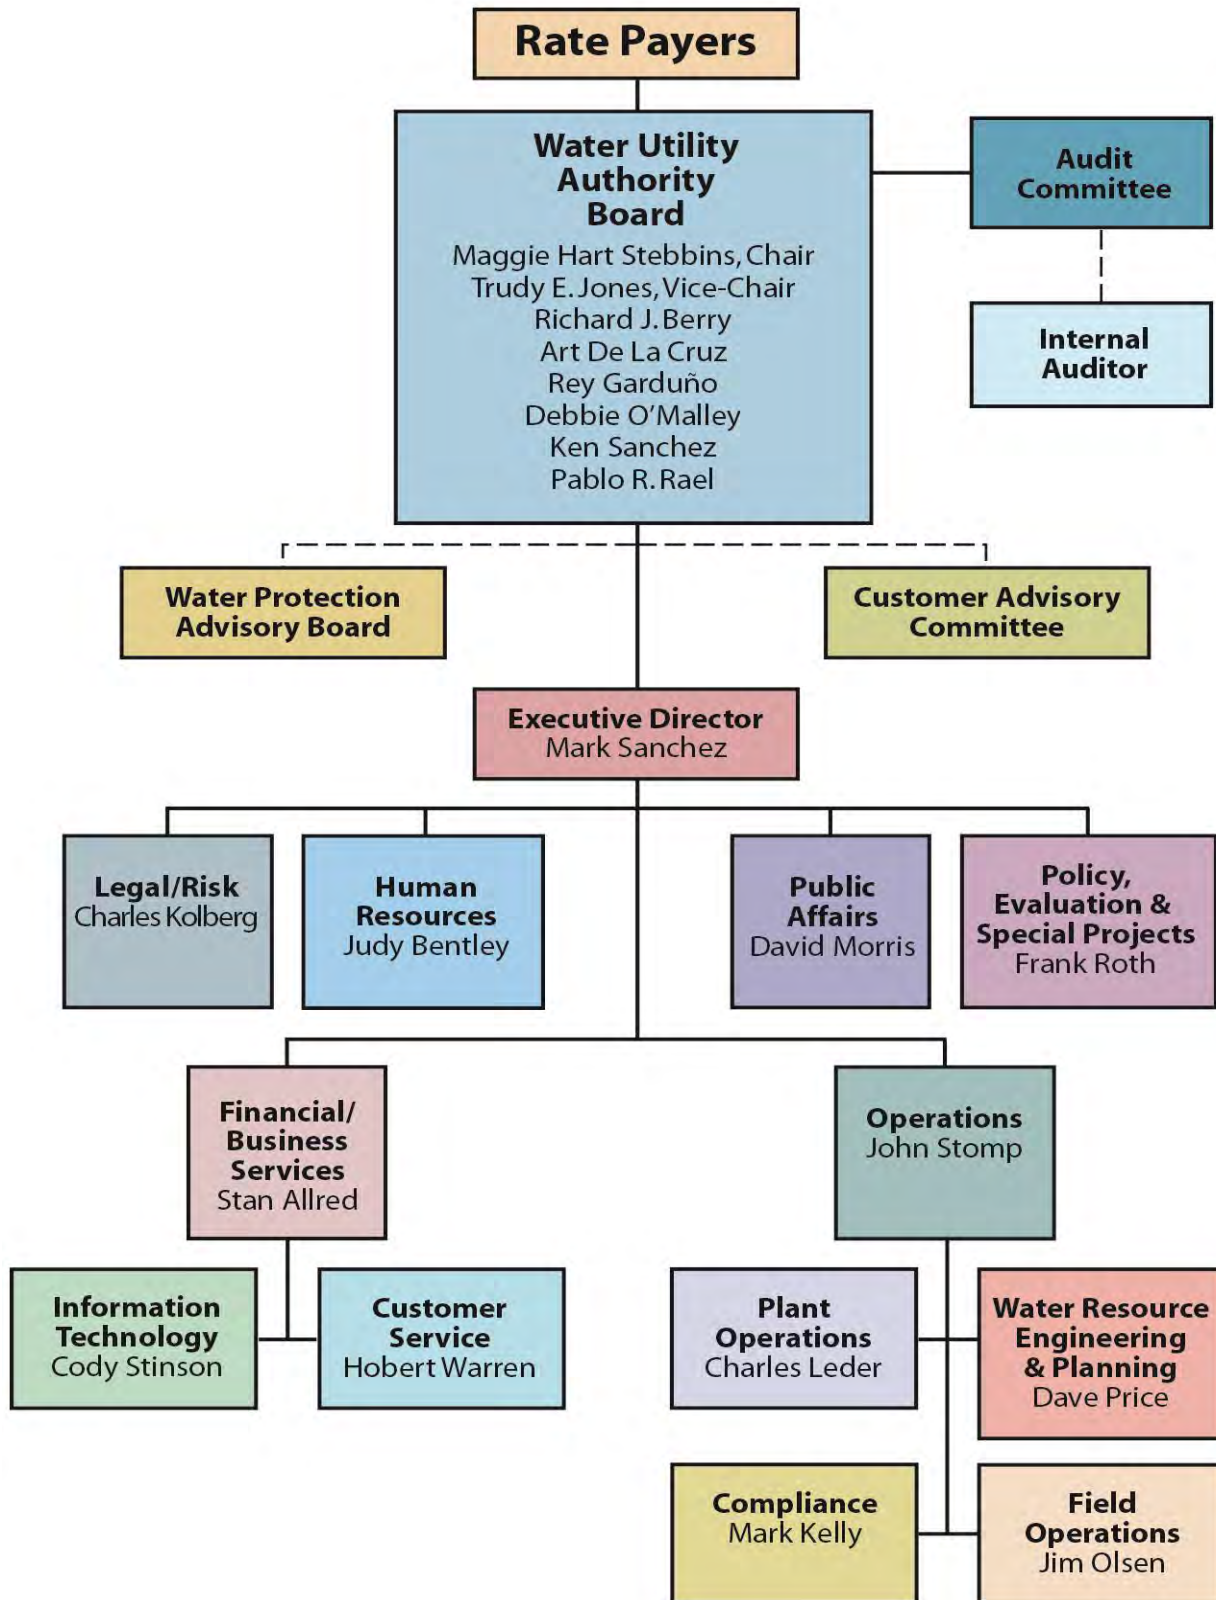 Rate Payers
Water Utility
Authority
Board
Maggie Hart Stebbins, Chair
Trudy E. Jones, Vice-Chair
Richard J. Berry
Art De La Cruz
Rey Garduño
Debbie O’Malley
Ken Sanchez
Pablo R. Rael
Audit
Committee
Internal
Auditor
Water Protection
Advisory Board
Customer Advisory
Committee
Executive Director
Mark Sanchez
Legal/Risk
Charles Kolberg
Human
Resources
Judy Bentley
Public
Affairs
David Morris
Policy,
Evaluation &
Special Projects
Frank Roth
Financial/
Business
Services
Stan Allred
Operations
John Stomp
Information
Technology
Cody Stinson
Customer
Service
Hobert Warren
Plant
Operations
Charles Leder
Water Resource
Engineering
& Planning
Dave Price
Compliance
Mark Kelly
Field
Operations
Jim Olsen